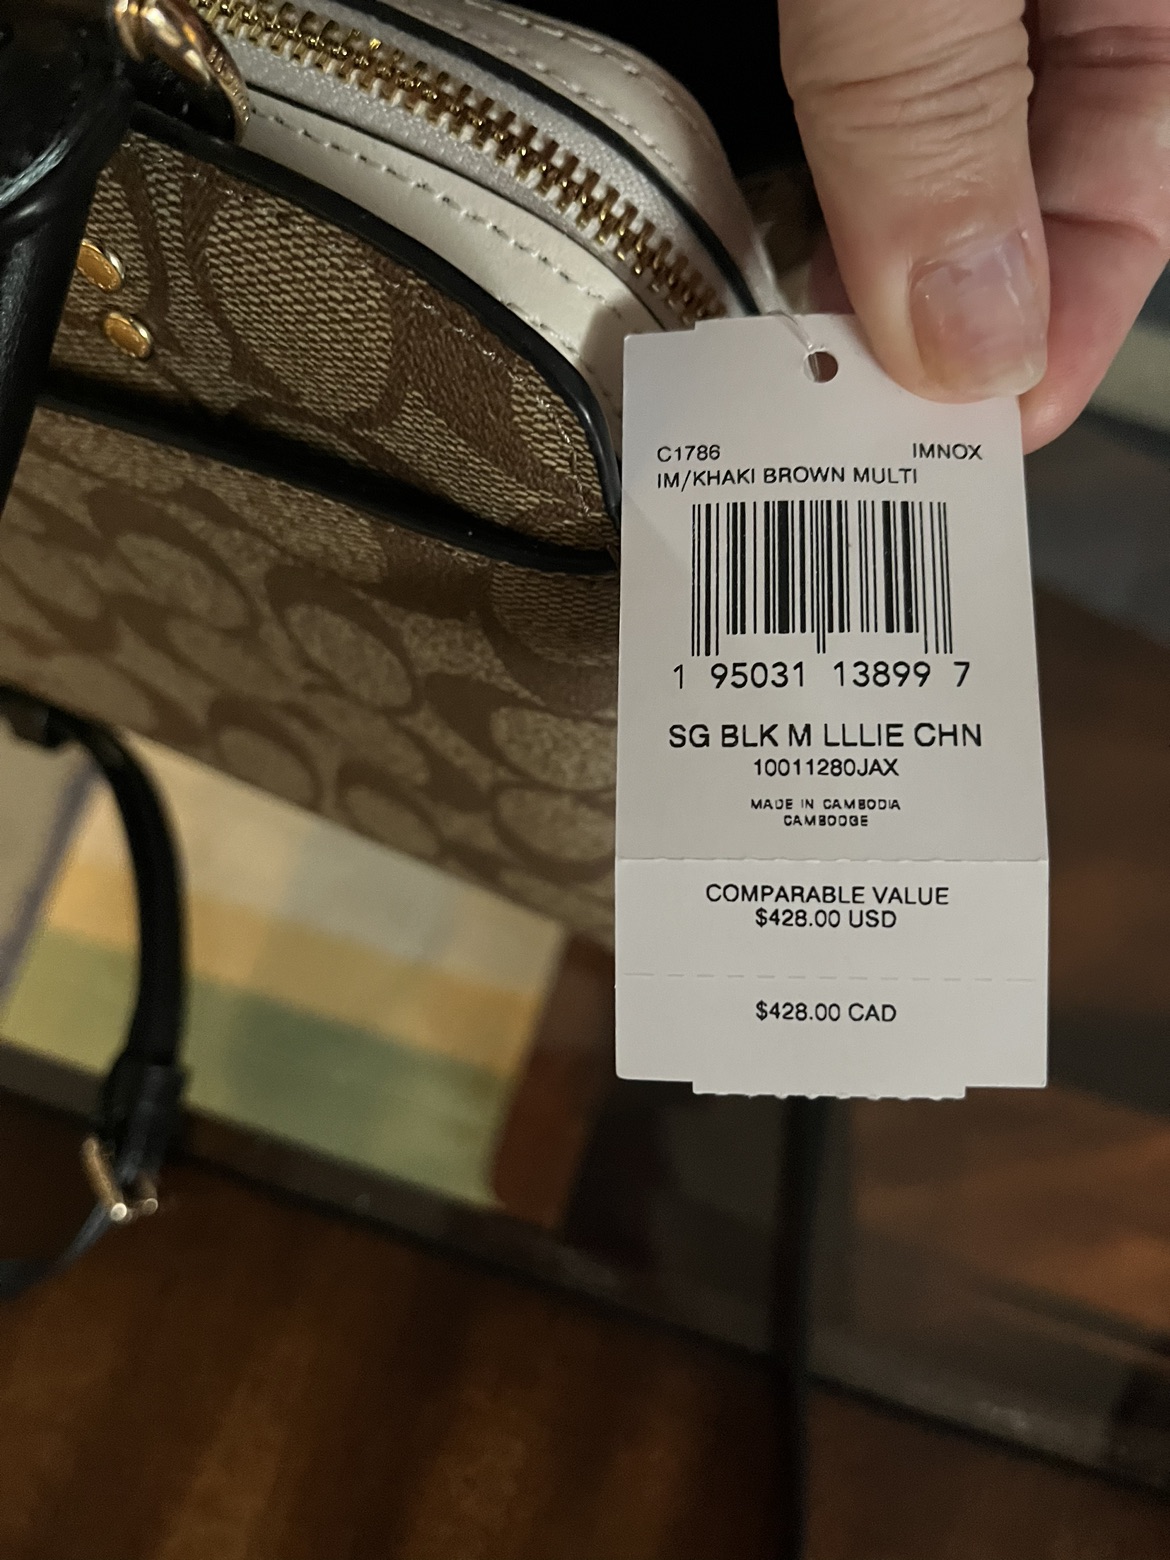 C1786 IMNOX
IM/KHAKI BROWN MULTI
1 95031 13899 7
SG BLK M LLLIE CHN
10011280JAX
MADE IN CAMBODIA
CAMBODGE
COMPARABLE VALUE
$428.00 USD
$428.00 CAD